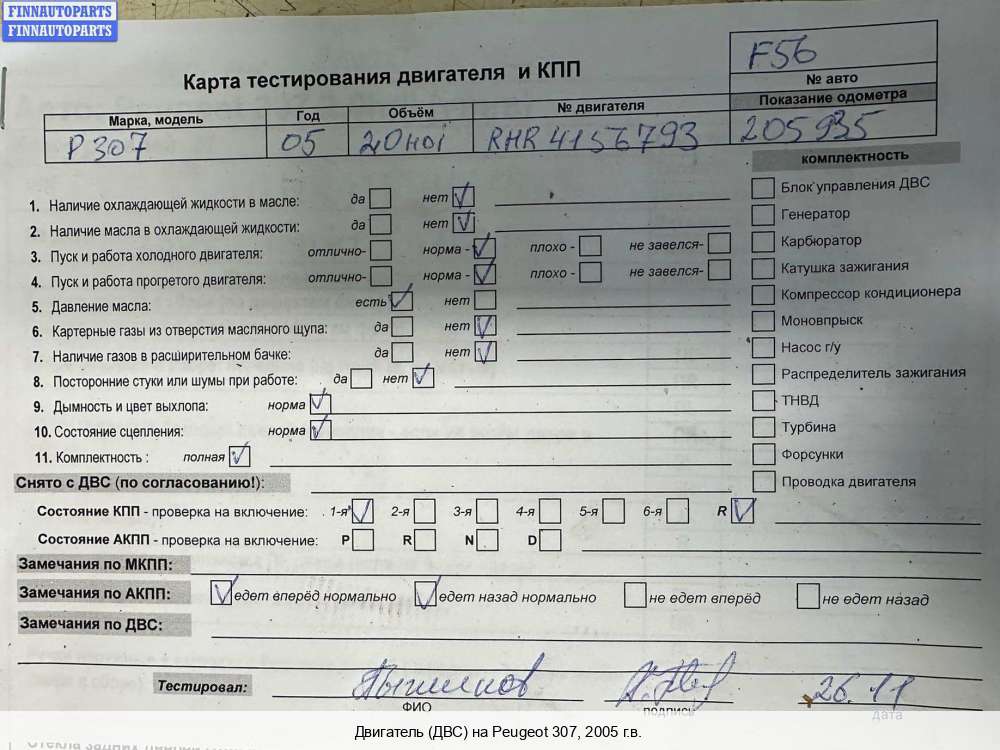 FINNAUTOPARTS
FINNAUTOPARTS
Карта тестирования двигателя и КПП
F56
№ авто
Марка, модель Год Объём № двигателя Показание одометра
P 307 05 2.0HDi RHR 4156793 205935
комплектность
1. Наличие охлаждающей жидкости в масле: да нет
2. Наличие масла в охлаждающей жидкости: да нет
3. Пуск и работа холодного двигателя: отлично- норма - плохо - не завелся-
4. Пуск и работа прогретого двигателя: отлично- норма - плохо - не завелся-
5. Давление масла: есть нет
6. Картерные газы из отверстия масляного щупа: да нет
7. Наличие газов в расширительном бачке: да нет
8. Посторонние стуки или шумы при работе: да нет
9. Дымность и цвет выхлопа: норма
10. Состояние сцепления: норма
11. Комплектность : полная
Блок управления ДВС
Генератор
Карбюратор
Катушка зажигания
Компрессор кондиционера
Моновпрыск
Насос г/у
Распределитель зажигания
ТНВД
Турбина
Форсунки
Проводка двигателя
Снято с ДВС (по согласованию!):
Состояние КПП - проверка на включение: 1-я 2-я 3-я 4-я 5-я 6-я R
Состояние АКПП - проверка на включение: P R N D
Замечания по МКПП:
Замечания по АКПП: едет вперёд нормально едет назад нормально не едет вперёд не едет назад
Замечания по ДВС:
Тестировал: 26.11
ФИО подпись дата
Двигатель (ДВС) на Peugeot 307, 2005 г.в.